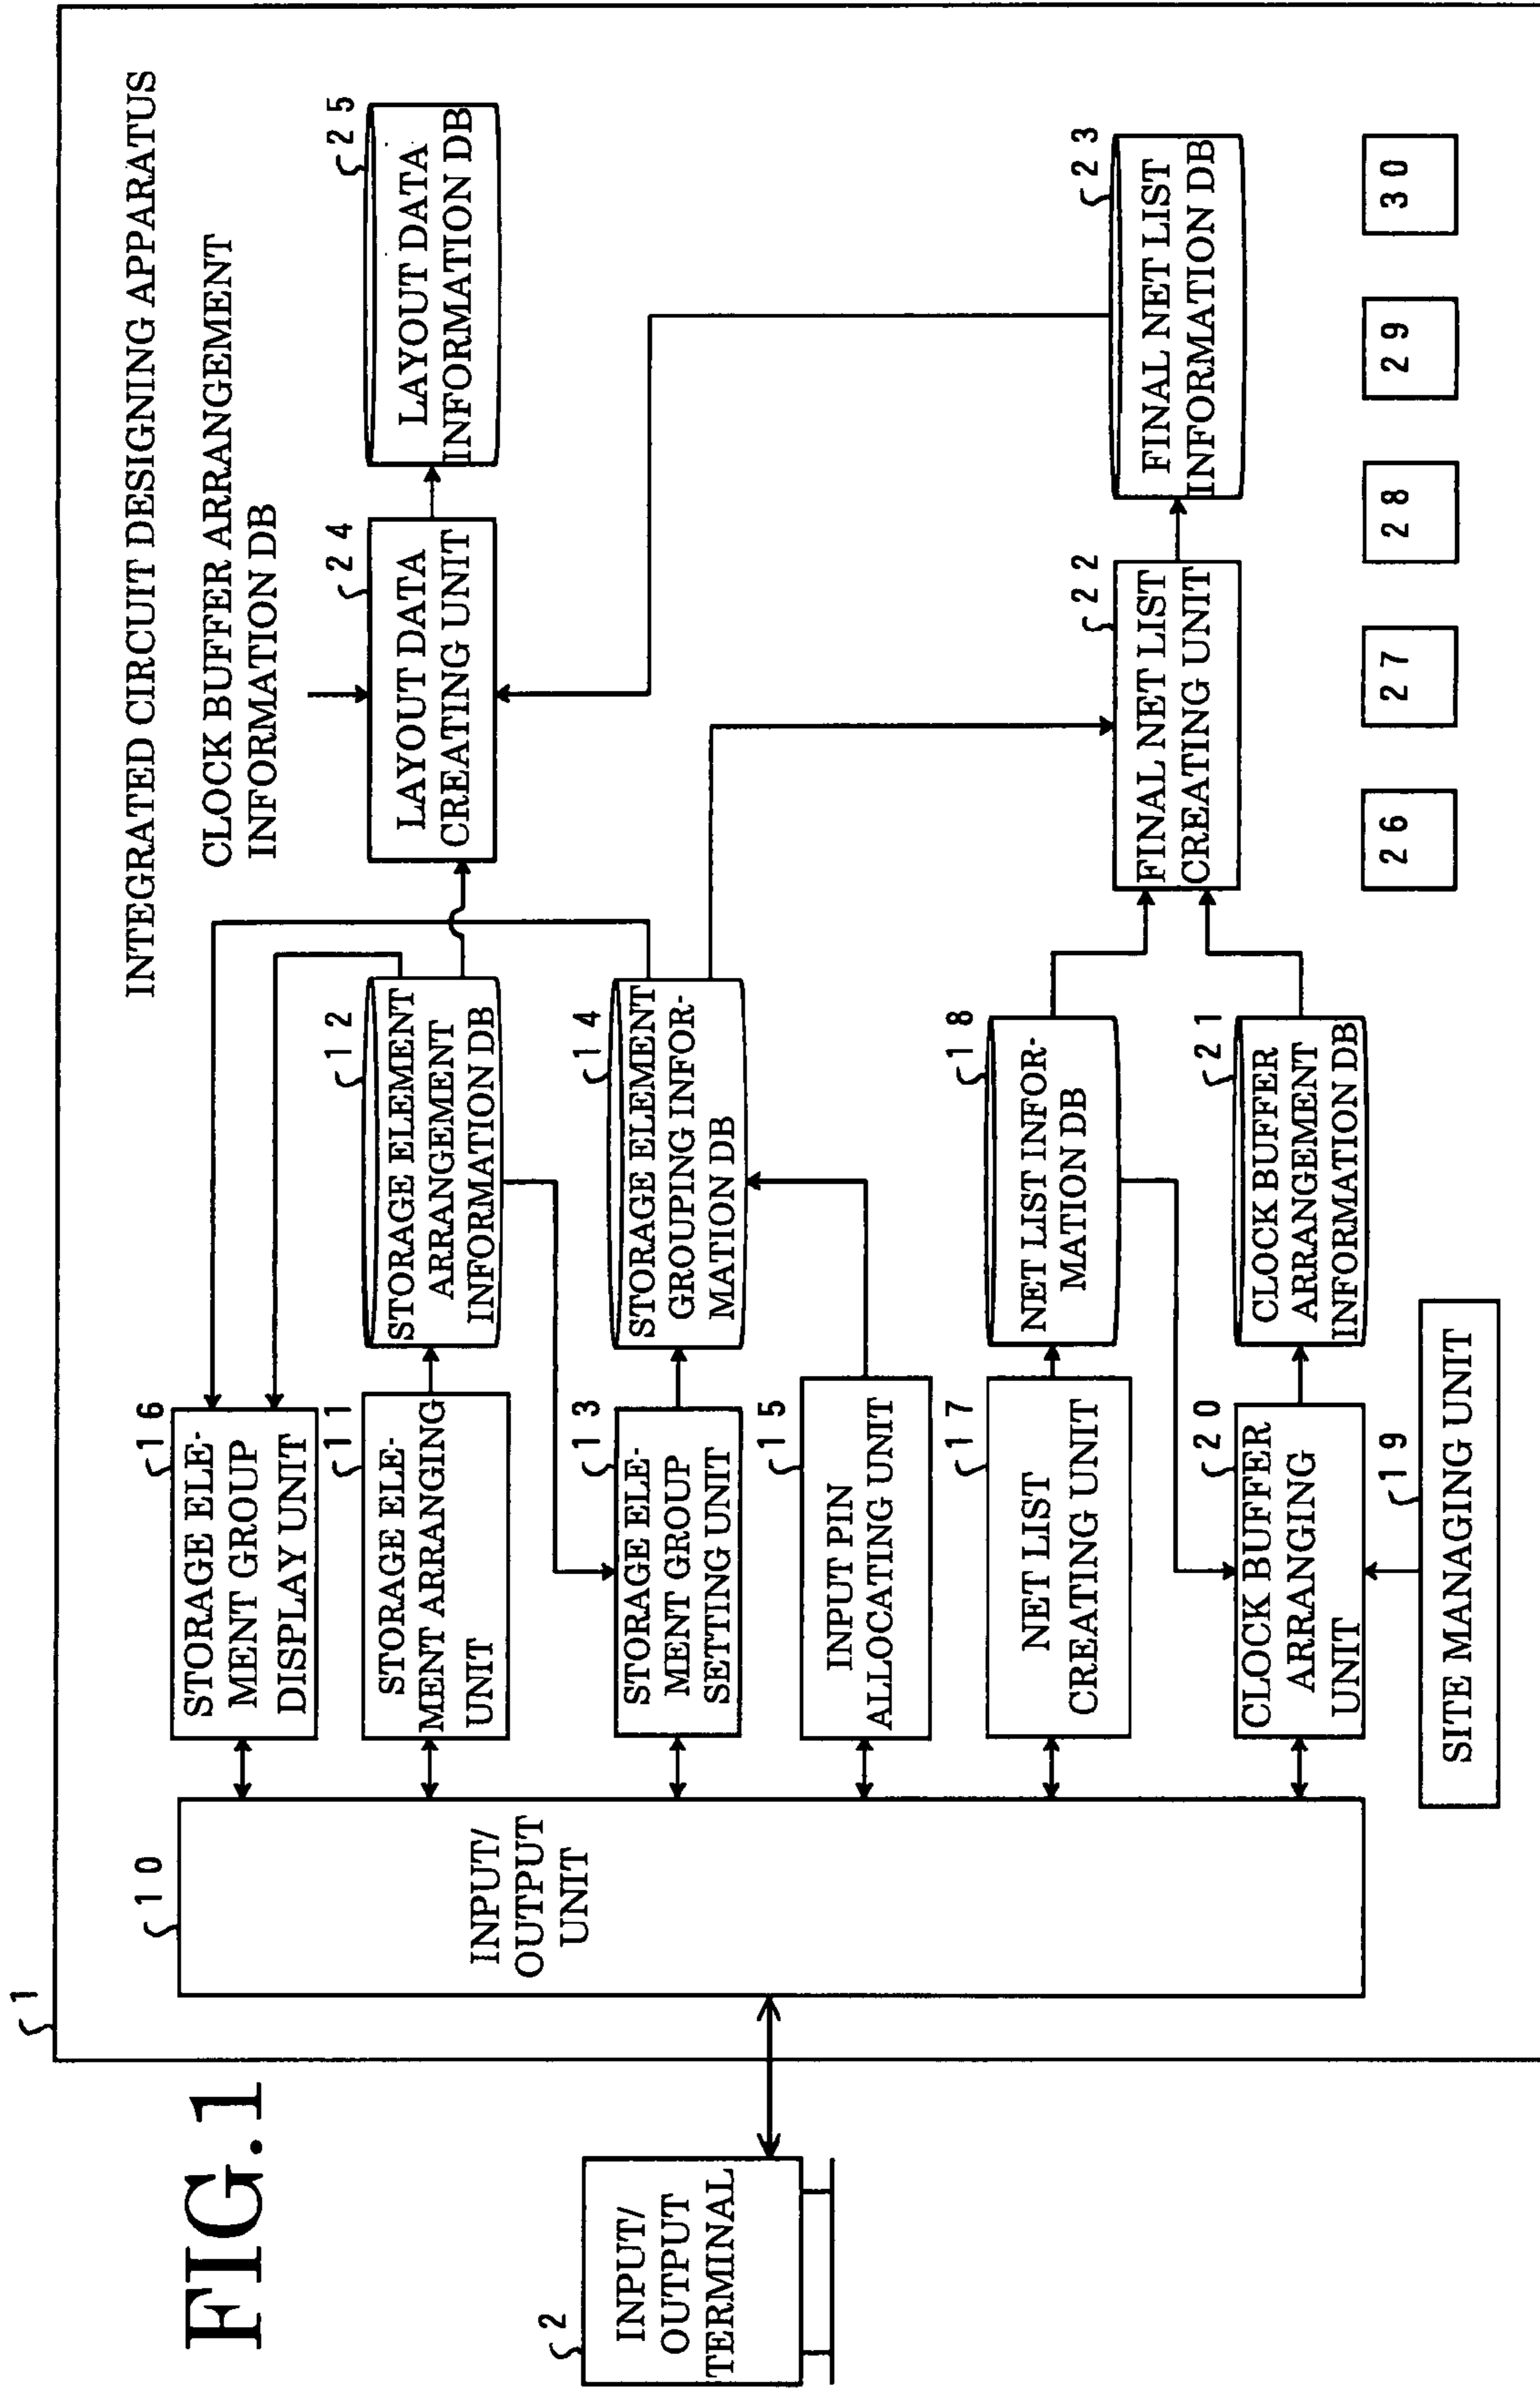 FIG.1
1
INTEGRATED CIRCUIT DESIGNING APPARATUS
2
INPUT/
OUTPUT
TERMINAL
10
INPUT/
OUTPUT
UNIT
16
STORAGE ELE-
MENT GROUP
DISPLAY UNIT
11
STORAGE ELE-
MENT ARRANGING
UNIT
12
STORAGE ELEMENT
ARRANGEMENT
INFORMATION DB
CLOCK BUFFER ARRANGEMENT
INFORMATION DB
24
LAYOUT DATA
CREATING UNIT
25
LAYOUT DATA
INFORMATION DB
13
STORAGE ELE-
MENT GROUP
SETTING UNIT
14
STORAGE ELEMENT
GROUPING INFOR-
MATION DB
15
INPUT PIN
ALLOCATING UNIT
17
NET LIST
CREATING UNIT
18
NET LIST INFOR-
MATION DB
22
FINAL NET LIST
CREATING UNIT
23
FINAL NET LIST
INFORMATION DB
20
CLOCK BUFFER
ARRANGING
UNIT
21
CLOCK BUFFER
ARRANGEMENT
INFORMATION DB
19
SITE MANAGING UNIT
26
27
28
29
30